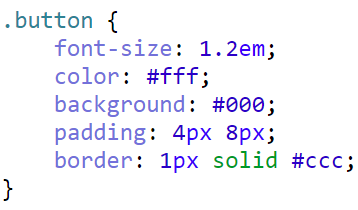 .button {
    font-size: 1.2em;
    color: #fff;
    background: #000;
    padding: 4px 8px;
    border: 1px solid #ccc;
}